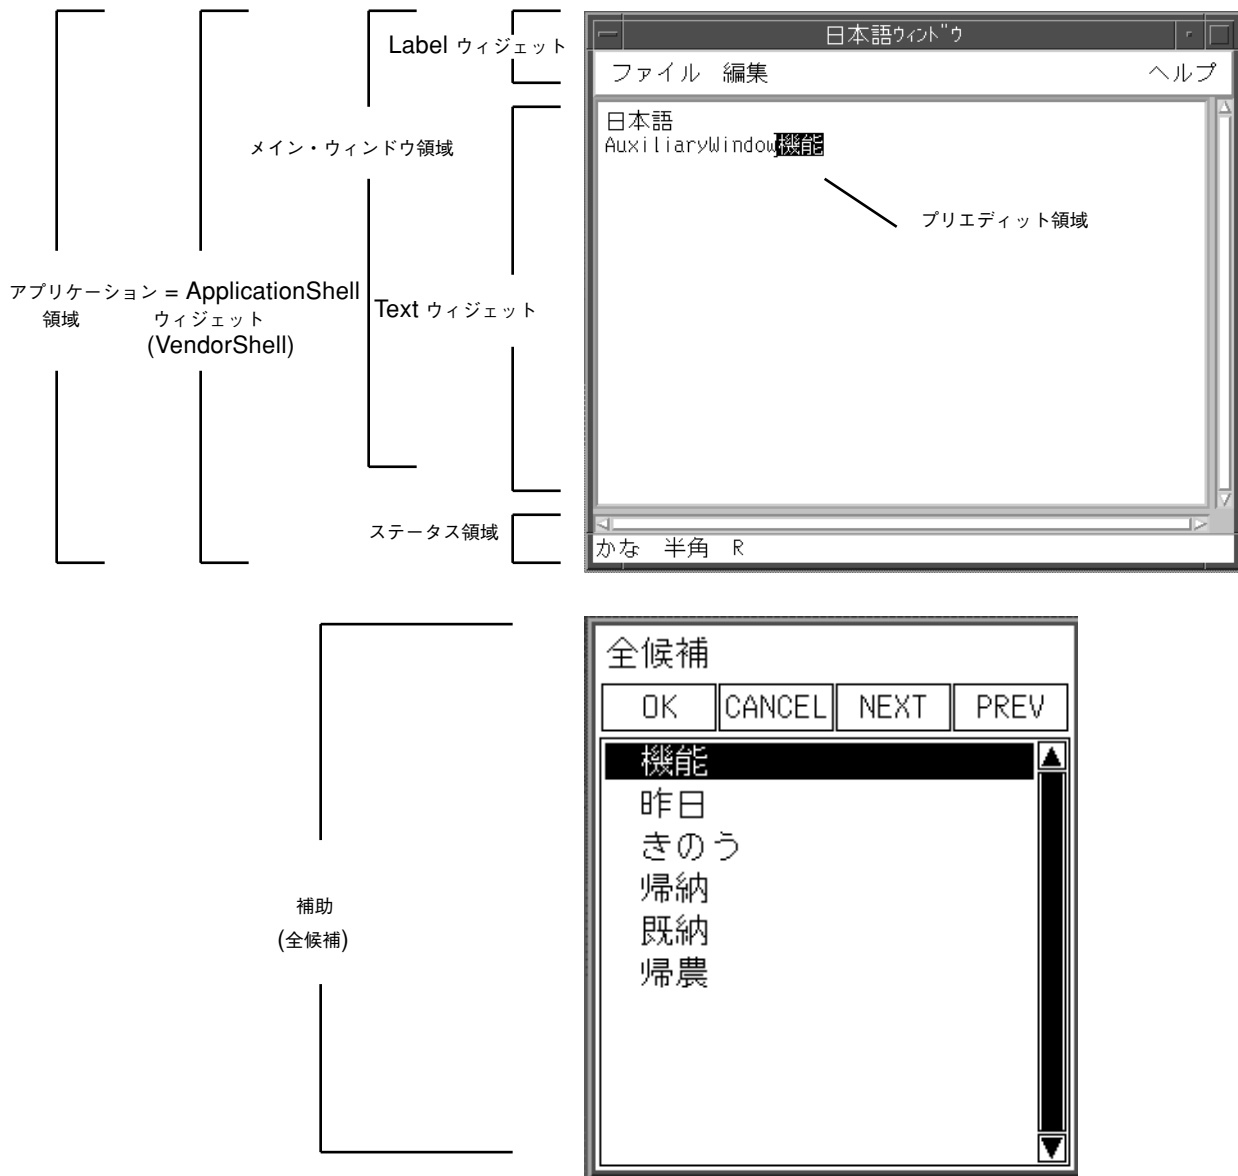 Label ウィジェット
メイン・ウィンドウ領域
アプリケーション = ApplicationShell
領域 ウィジェット
(VendorShell)
Text ウィジェット
ステータス領域
日本語ｳｨﾝﾄﾞｳ
ファイル 編集 ヘルプ
日本語
AuxiliaryWindow機能
プリエディット領域
かな 半角 R
補助
(全候補)
全候補
OK CANCEL NEXT PREV
機能
昨日
きのう
帰納
既納
帰農